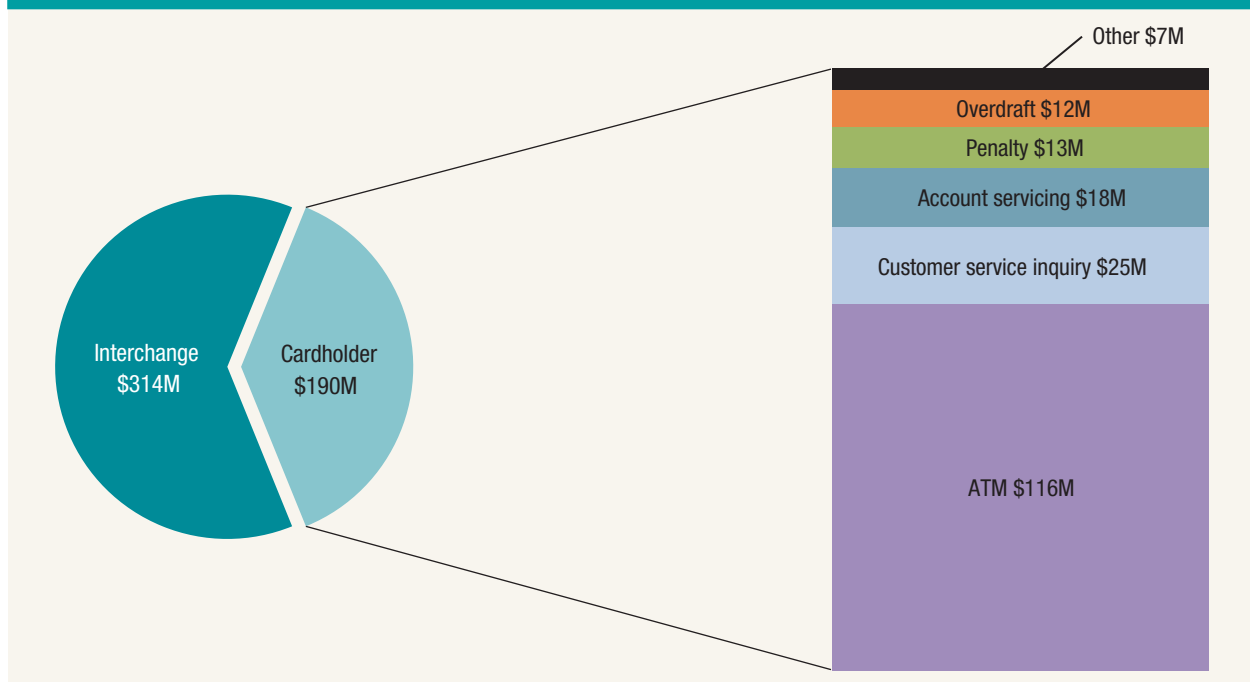 Other $7M
Overdraft $12M
Penalty $13M
Account servicing $18M
Customer service inquiry $25M
Interchange
$314M
Cardholder
$190M
ATM $116M